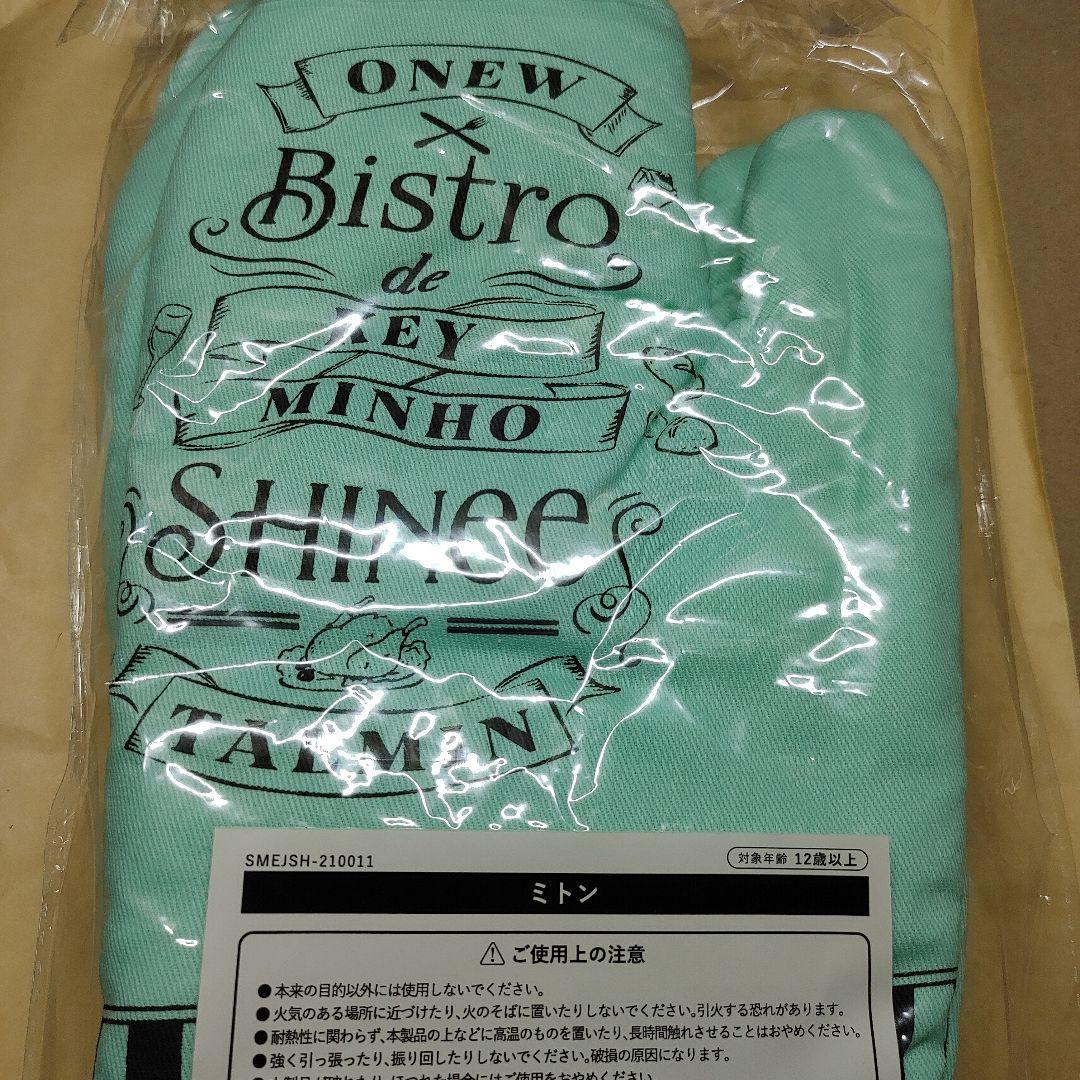 ONEW
Bistro
de
KEY
MINHO
SHINee
TAEMIN
SMEJSH-210011
対象年齢 12歳以上
ミトン
⚠ ご使用上の注意
●本来の目的以外には使用しないでください。
●火気のある場所に近づけたり、火のそばに置いたりしないでください。引火する恐れがあります。
●耐熱性に関わらず、本製品の上などに高温のものを置いたり、長時間触れさせることはおやめください。
●強く引っ張ったり、振り回したりしないでください。破損の原因になります。